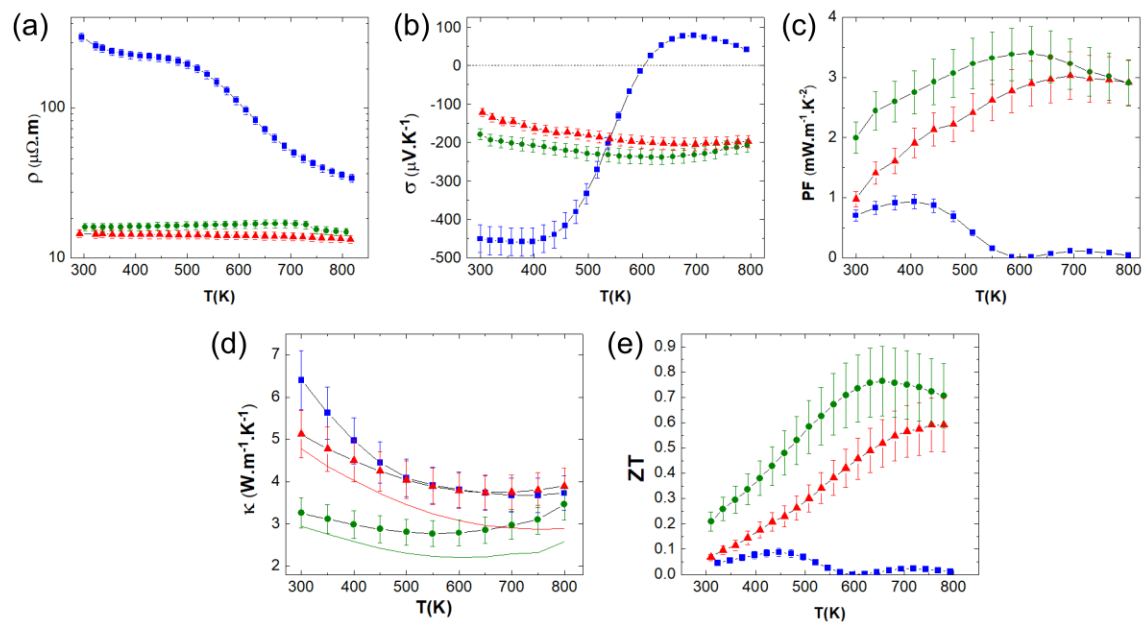 (a)
ρ (μΩ.m)
100
10
300 400 500 600 700 800
T(K)
(b)
σ (μV.K⁻¹)
100
0
-100
-200
-300
-400
-500
300 400 500 600 700 800
T(K)
(c)
PF (mW.m⁻¹.K⁻²)
4
3
2
1
0
300 400 500 600 700 800
T(K)
(d)
κ (W.m⁻¹.K⁻¹)
7
6
5
4
3
2
300 400 500 600 700 800
T(K)
(e)
ZT
0.9
0.8
0.7
0.6
0.5
0.4
0.3
0.2
0.1
0.0
300 400 500 600 700 800
T(K)